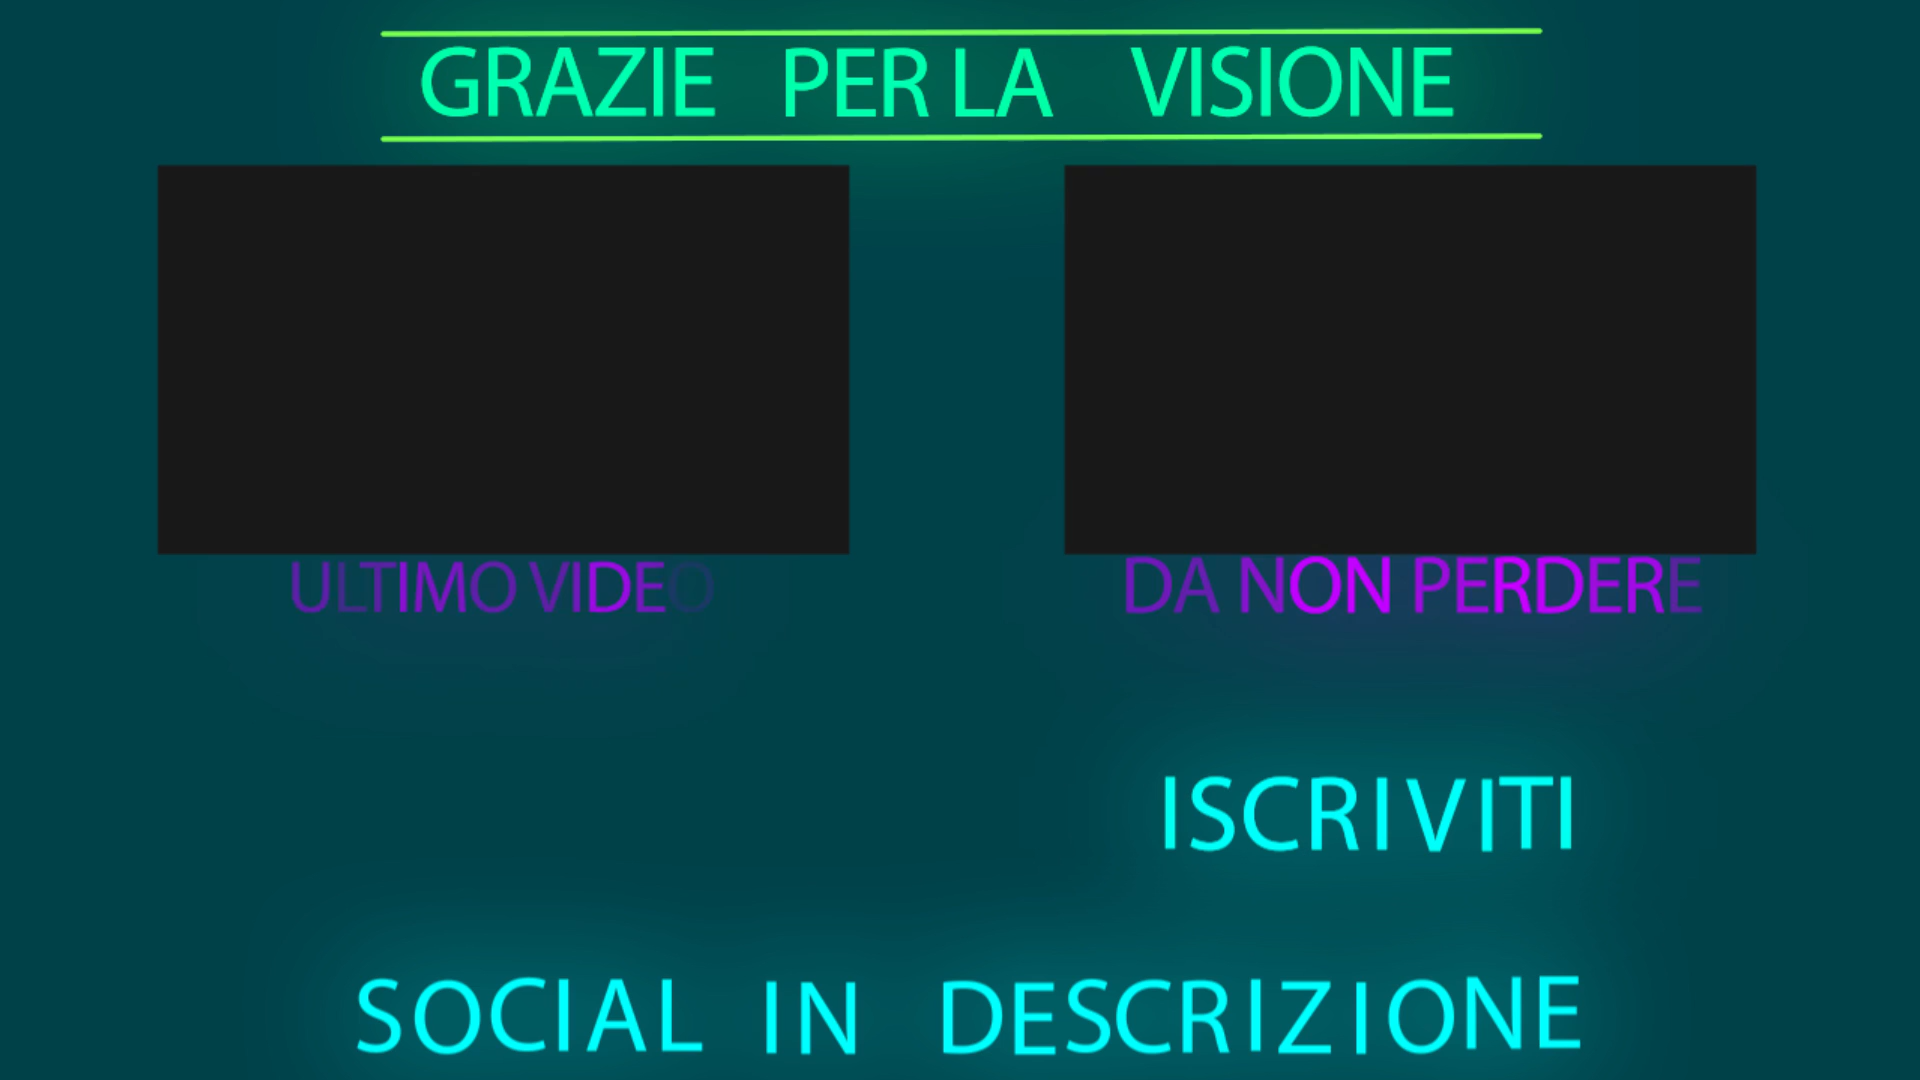 GRAZIE PER LA VISIONE
ULTIMO VIDEO
DA NON PERDERE
ISCRIVITI
SOCIAL IN DESCRIZIONE